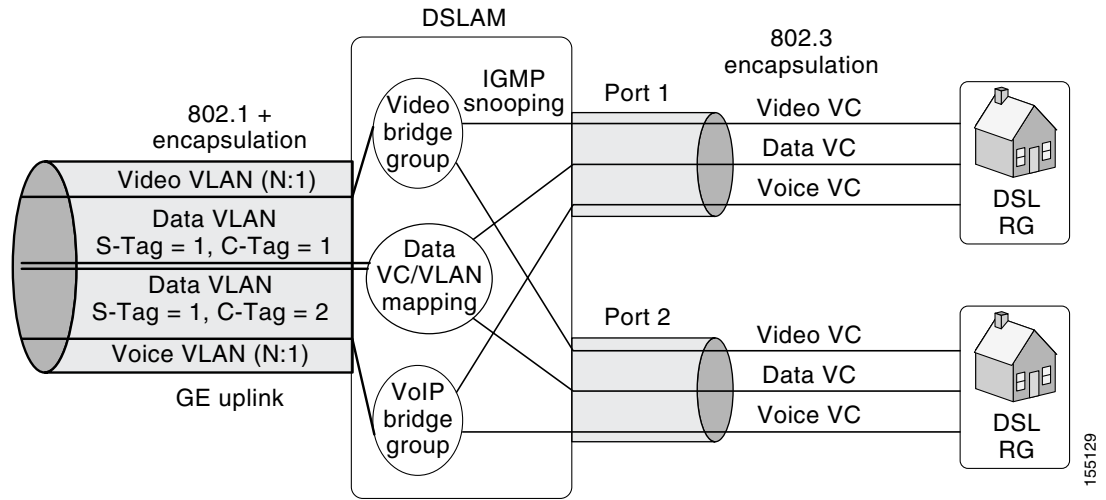 DSLAM
802.1 +
encapsulation
Video VLAN (N:1)
Data VLAN
S-Tag = 1, C-Tag = 1
Data VLAN
S-Tag = 1, C-Tag = 2
Voice VLAN (N:1)
GE uplink
Video
bridge
group
IGMP
snooping
Data
VC/VLAN
mapping
VoIP
bridge
group
Port 1
802.3
encapsulation
Video VC
Data VC
Voice VC
DSL
RG
Port 2
Video VC
Data VC
Voice VC
DSL
RG
155129